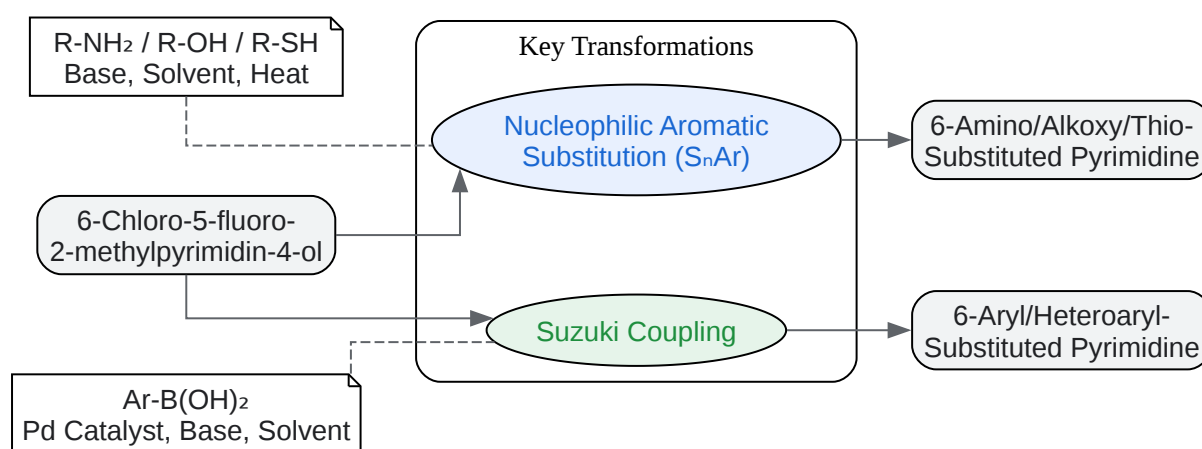 R-NH₂ / R-OH / R-SH
Base, Solvent, Heat
Key Transformations
Nucleophilic Aromatic
Substitution (SₙAr)
6-Amino/Alkoxy/Thio-
Substituted Pyrimidine
6-Chloro-5-fluoro-
2-methylpyrimidin-4-ol
Suzuki Coupling
6-Aryl/Heteroaryl-
Substituted Pyrimidine
Ar-B(OH)₂
Pd Catalyst, Base, Solvent